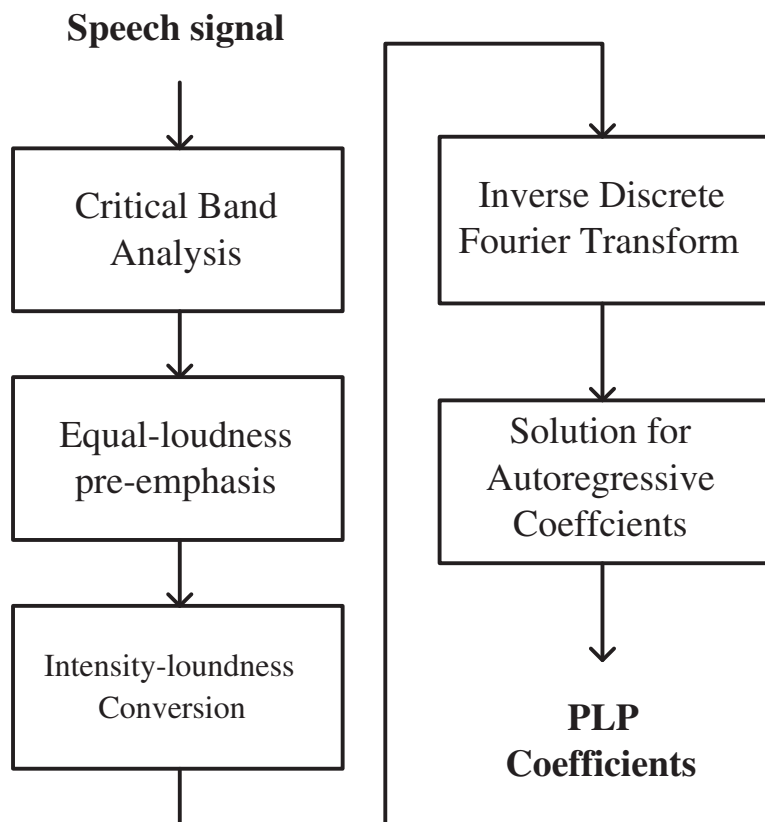 Speech signal
Critical Band
Analysis
Equal-loudness
pre-emphasis
Intensity-loundness
Conversion
Inverse Discrete
Fourier Transform
Solution for
Autoregressive
Coeffcients
PLP
Coefficients